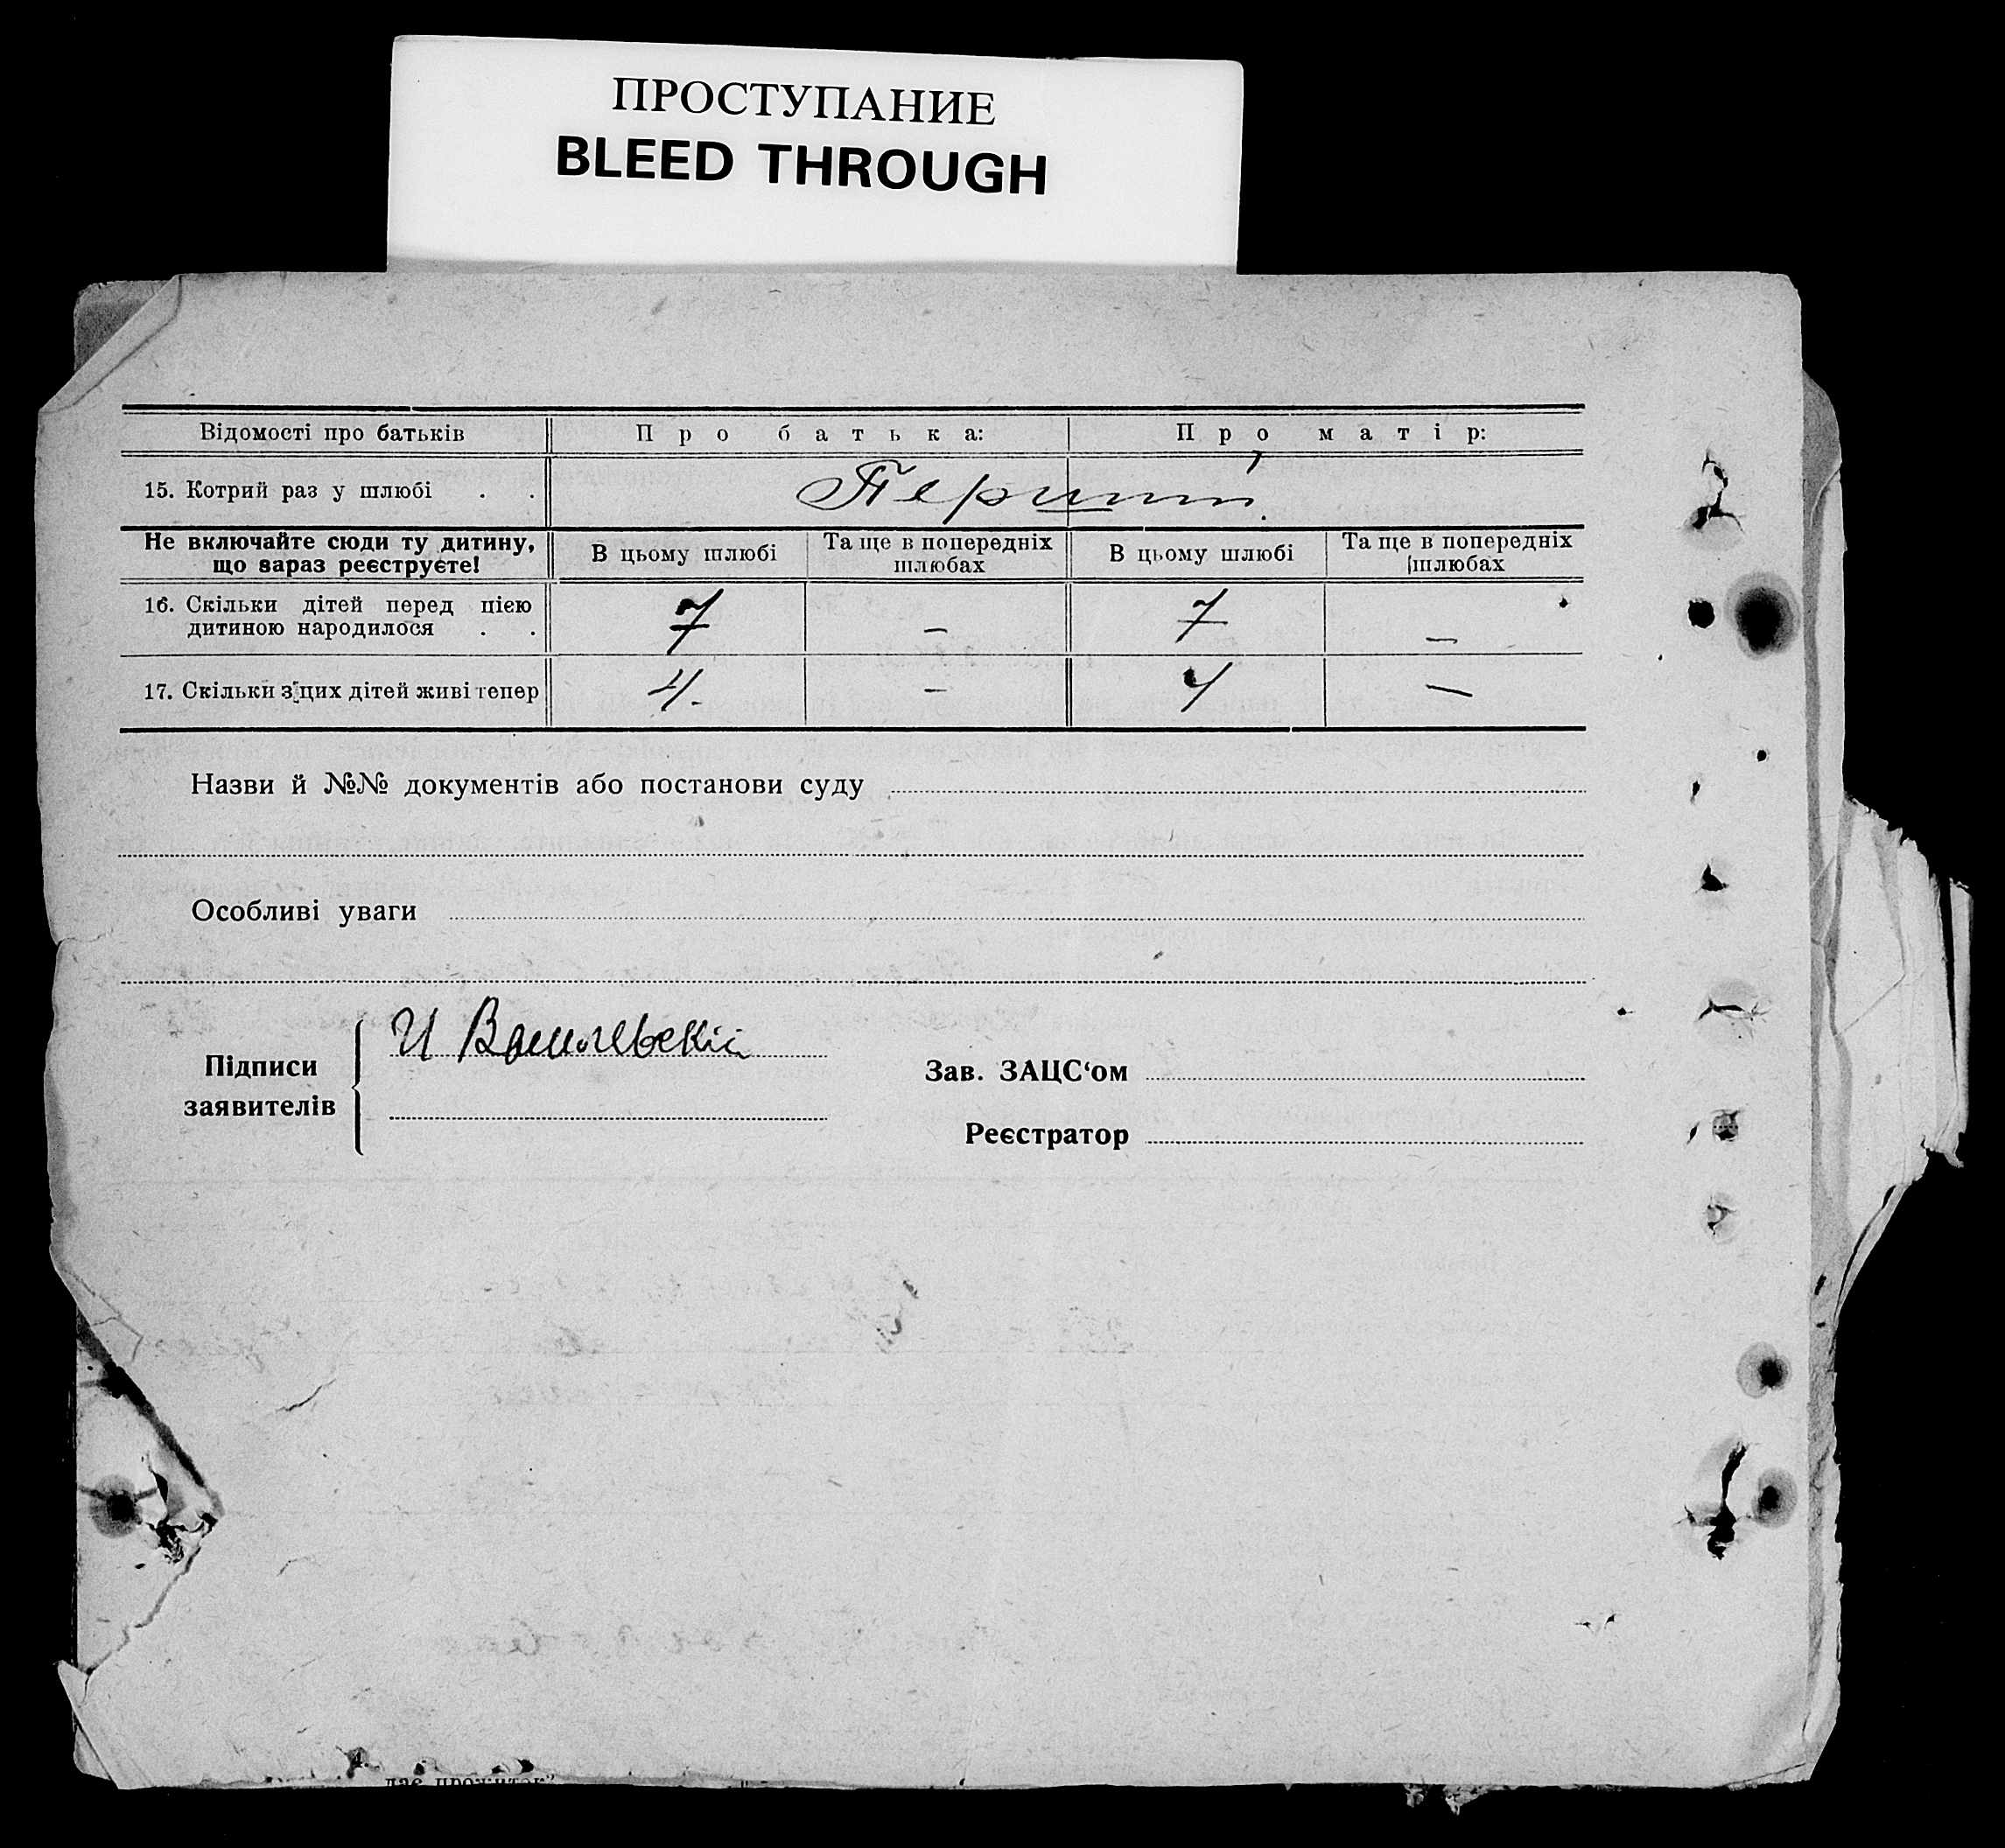 ПРОСТУПАНИЕ
BLEED THROUGH
Відомості про батьків Про батька: Про матір:
15. Котрий раз у шлюбі . . Перший
Не включайте сюди ту дитину, що зараз реєструєте! В цьому шлюбі Та ще в попередніх шлюбах В цьому шлюбі Та ще в попередніх шлюбах
16. Скільки дітей перед цією дитиною народилося . . 7 – 7 –
17. Скільки з цих дітей живі тепер 4. – 4 –
Назви й №№ документів або постанови суду
Особливі уваги
Підписи заявителів И
Зав. ЗАЦС‘ом
Реєстратор